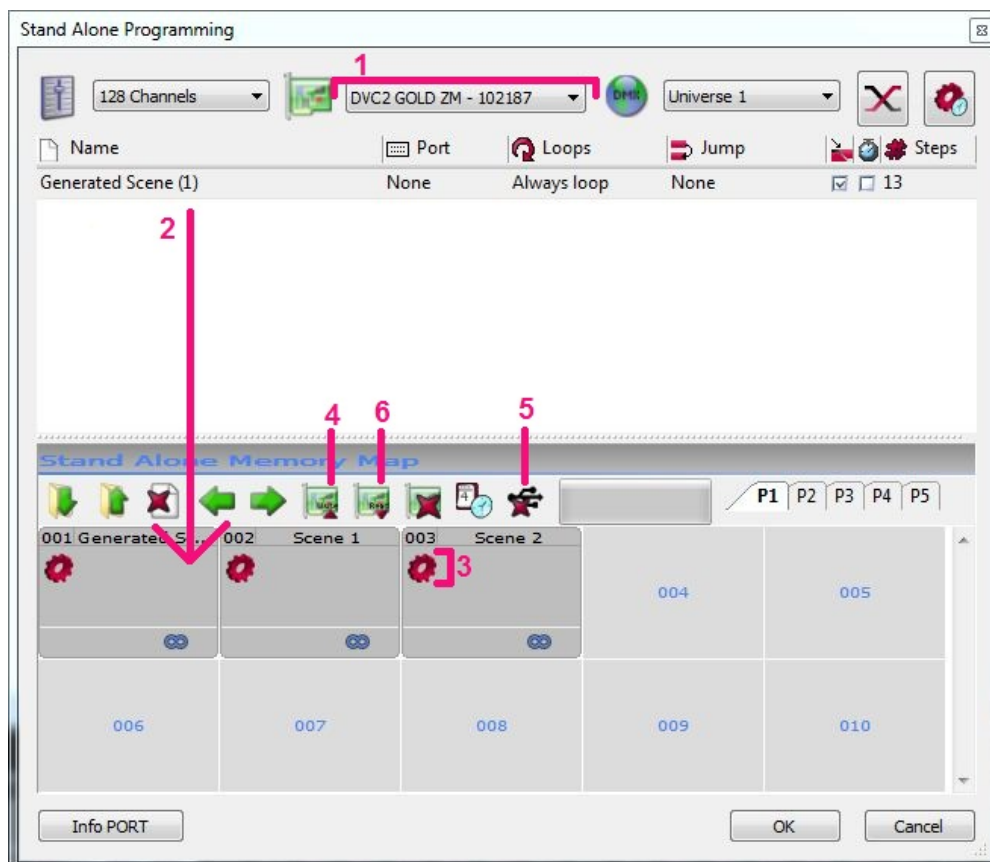 Stand Alone Programming
1
128 Channels DVC2 GOLD ZM - 102187 DMX Universe 1
Name Port Loops Jump Steps
Generated Scene (1) None Always loop None 13
2
4 6 5
Stand Alone Memory Map
Write Read 4 P1 P2 P3 P4 P5
001 Generated S... 002 Scene 1 003 Scene 2
3
004 005
006 007 008 009 010
Info PORT OK Cancel